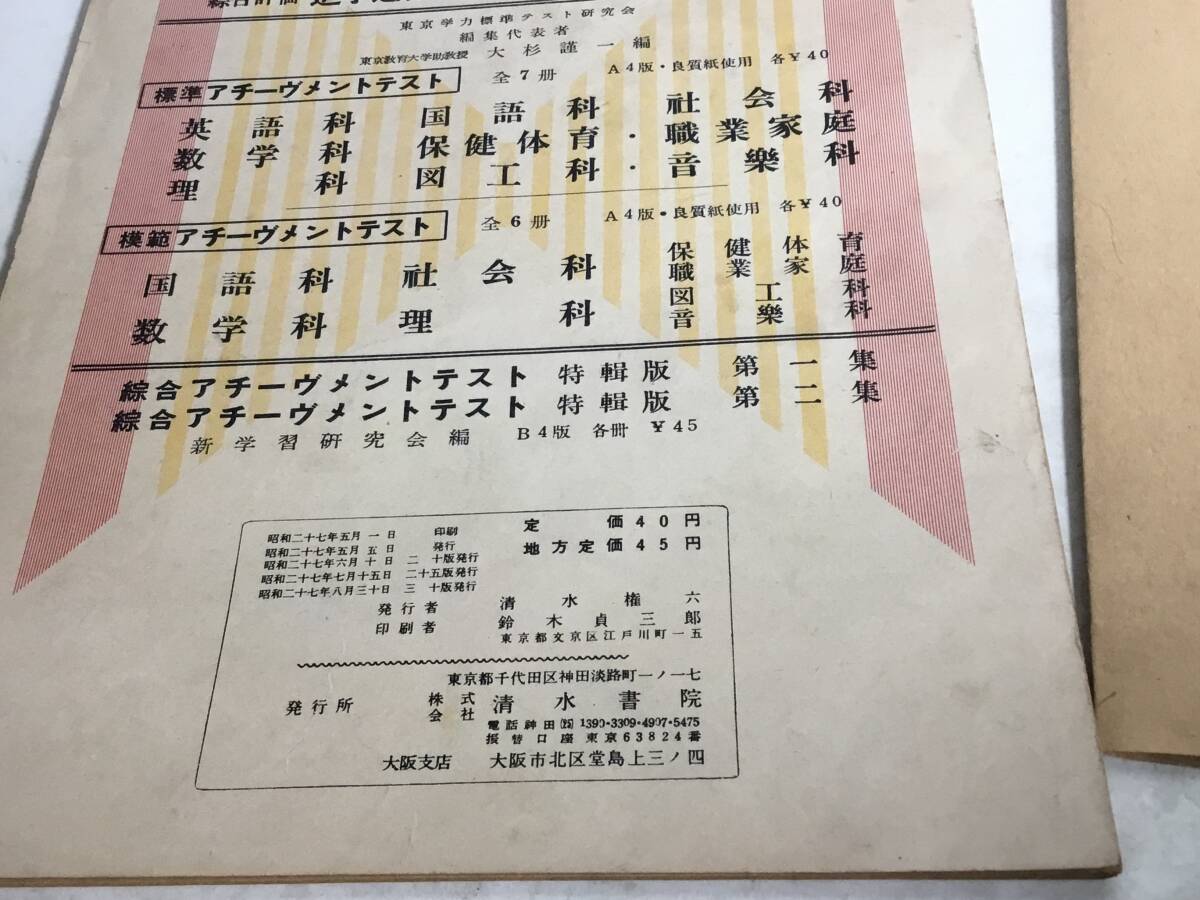 綜合評価
東京学力標準テスト研究会
編集代表者
東京教育大学助教授 大杉謹一編
標準アチーヴメントテスト 全7册 A4版・良質紙使用 各¥40
英語科 国語科 社会科
数学科 保健体育・職業家庭
理科 図工科・音樂科
模範アチーヴメントテスト 全6册 A4版・良質紙使用 各¥40
国語科 社会科 保健体育
職業家庭
数学科 理科 図工科
音樂科
綜合アチーヴメントテスト 特輯版 第一集
綜合アチーヴメントテスト 特輯版 第二集
新学習研究会編 B4版 各册 ¥45
昭和二十七年五月一日 印刷
昭和二十七年五月五日 発行
昭和二十七年六月十日 二十版発行
昭和二十七年七月十五日 二十五版発行
昭和二十七年八月三十日 三十版発行
定価40円
地方定価45円
発行者 清水権六
印刷者 鈴木貞三郎
東京都文京区江戸川町一五
東京都千代田区神田淡路町一ノ一七
発行所 株式会社 清水書院
電話神田(25)1390・3309・4907・5475
振替口座東京63824番
大阪支店 大阪市北区堂島上三ノ四